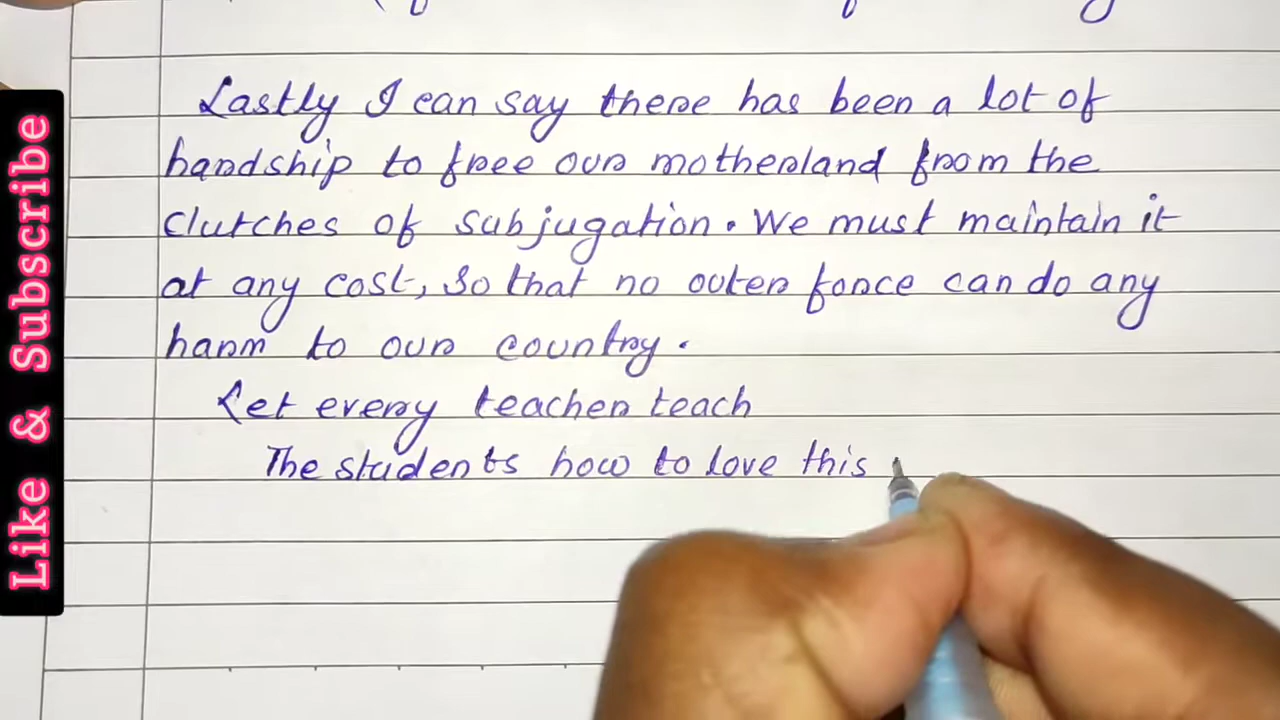 Lastly I can say there has been a lot of
hardship to free our motherland from the
clutches of subjugation. We must maintain it
at any cost, so that no outer force can do any
harm to our country.
Let every teacher teach
The students how to love this
Like & Subscribe